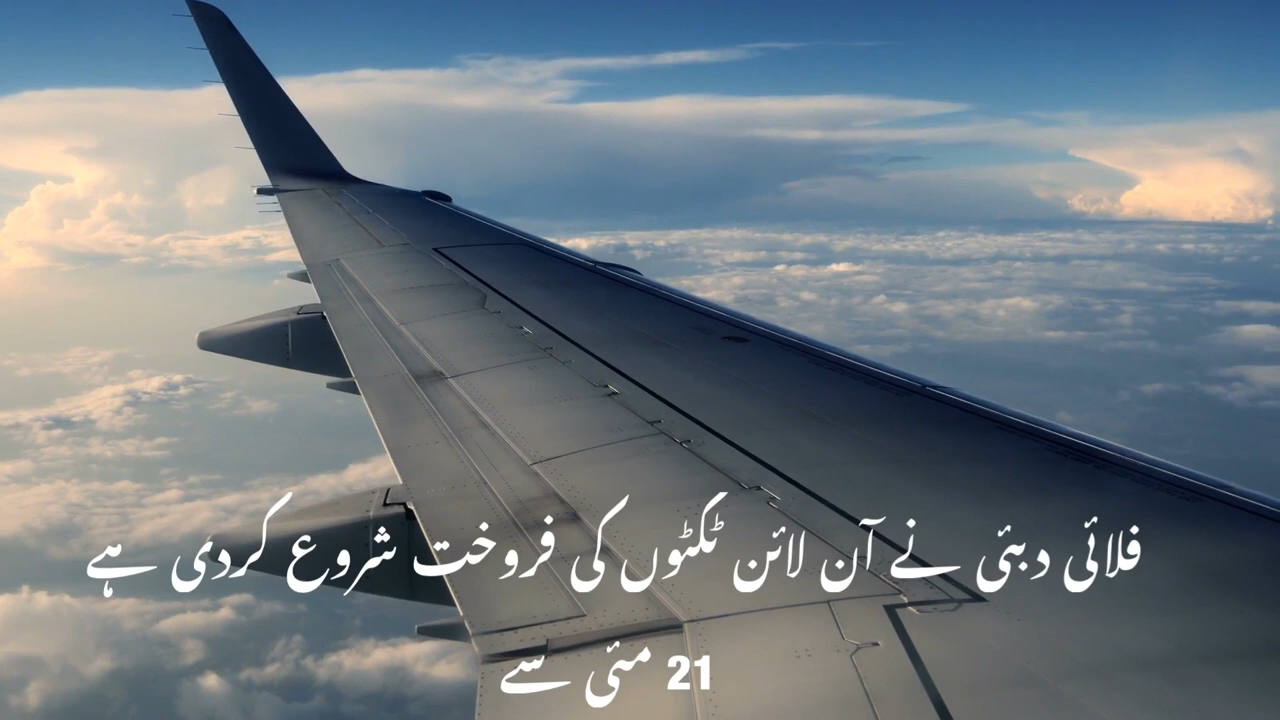 فلائی دبئی نے آن لائن ٹکٹوں کی فروخت شروع کردی ہے
21 مئی سے